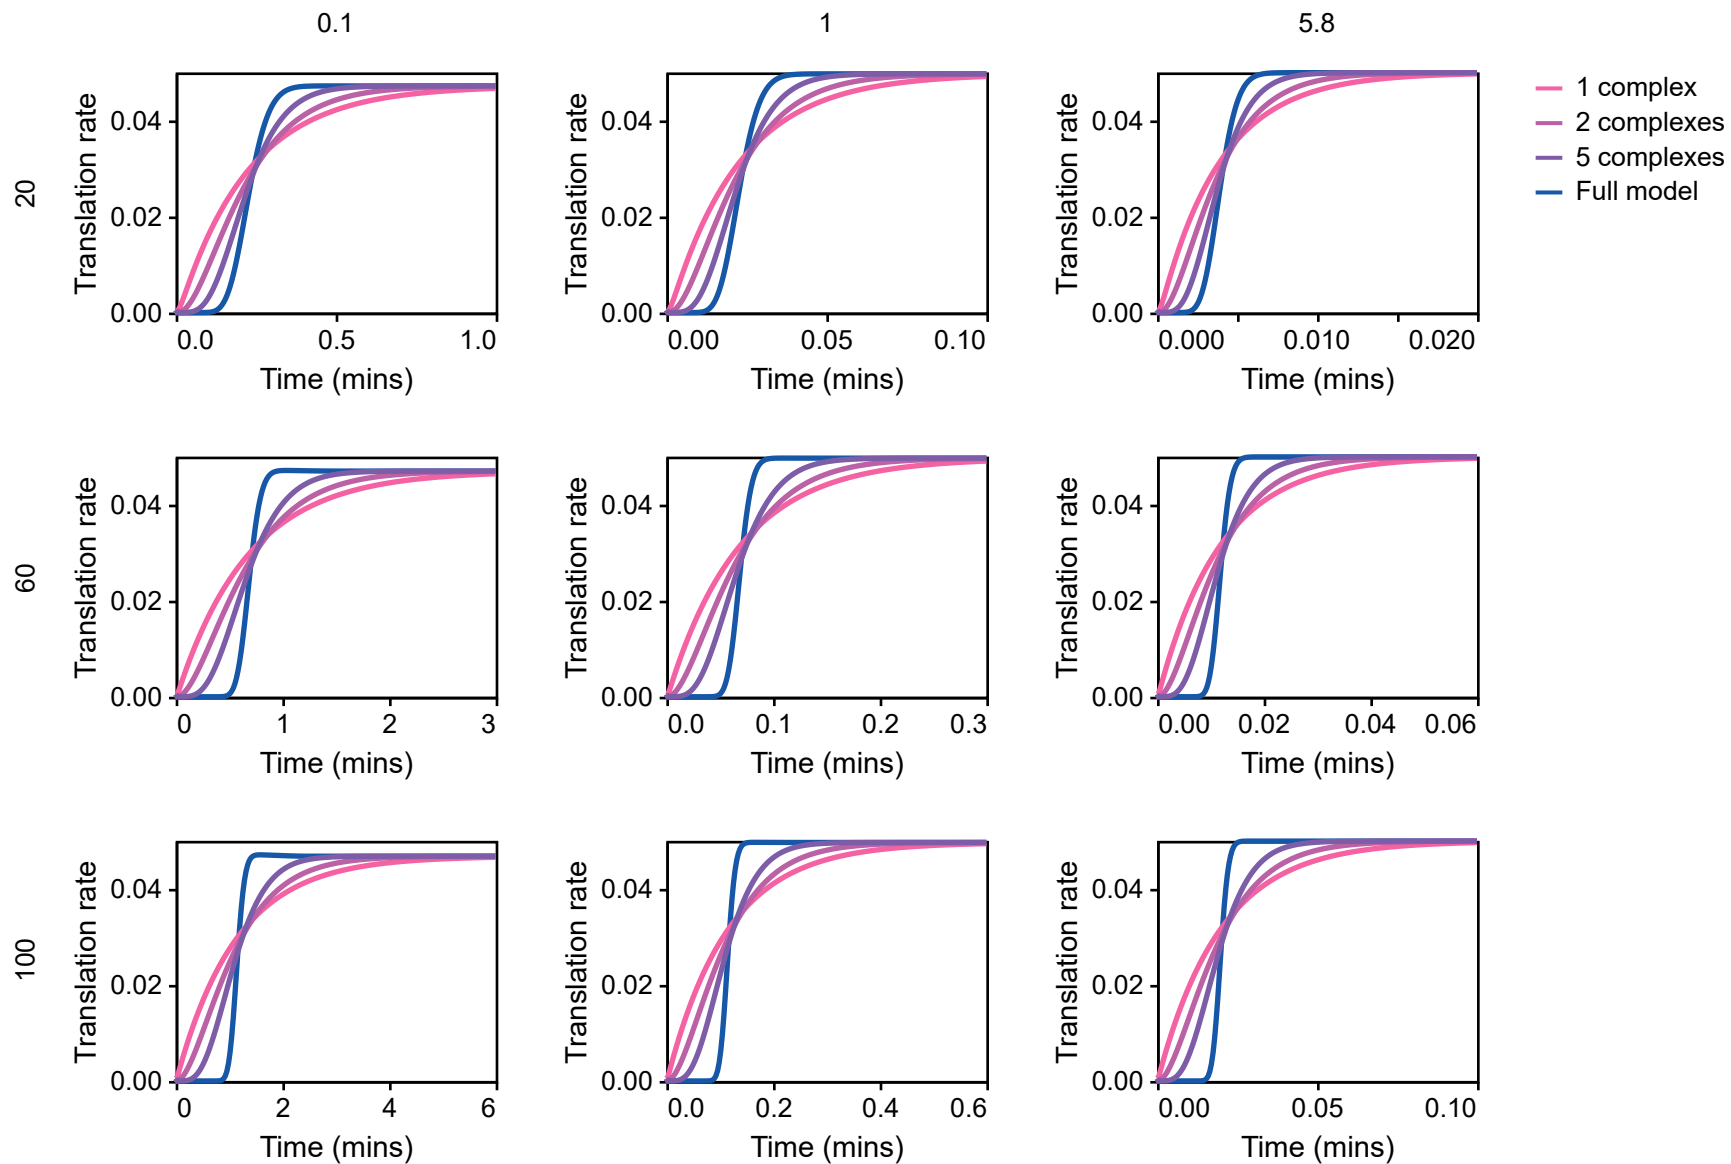 0.1 1 5.8
20
Translation rate
0.04
0.02
0.00
0.0 0.5 1.0
Time (mins)
Translation rate
0.04
0.02
0.00
0.00 0.05 0.10
Time (mins)
Translation rate
0.04
0.02
0.00
0.000 0.010 0.020
Time (mins)
1 complex
2 complexes
5 complexes
Full model
60
Translation rate
0.04
0.02
0.00
0 1 2 3
Time (mins)
Translation rate
0.04
0.02
0.00
0.0 0.1 0.2 0.3
Time (mins)
Translation rate
0.04
0.02
0.00
0.00 0.02 0.04 0.06
Time (mins)
100
Translation rate
0.04
0.02
0.00
0 2 4 6
Time (mins)
Translation rate
0.04
0.02
0.00
0.0 0.2 0.4 0.6
Time (mins)
Translation rate
0.04
0.02
0.00
0.00 0.05 0.10
Time (mins)